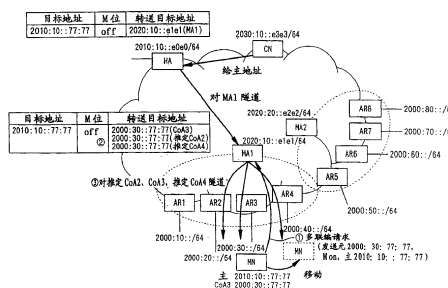 目标地址 M位 转送目标地址
2010:10::77:77 off 2020:10::e1e1(MA1)
2010:10::e0e0/64
HA
2030:10::e3e3/64
CN
给主地址
对MA1隧道
目标地址 M位 转送目标地址
2010:10::77:77 off ② 2000:30::77:77(CoA3)
2000:30::77:77(推定CoA2)
2000:30::77:77(推定CoA4)
2020:20::e2e2/64
MA2
2020:10::e1e1/64
MA1
AR8
2000:80::/64
AR7
2000:70::/64
AR6
2000:60::/64
AR5
2000:50::/64
③对推定CoA2、CoA3、推定CoA4隧道
AR1
AR2
AR3
AR4
2000:10::/64
2000:20::/64
2000:30::/64
2000:40::/64
①多联编请求
(发送元2000:30:77:77,
Mon,主2010:10::77:77)
MN
MN
移动
主 2010:10::77:77
CoA3 2000:30::77:77